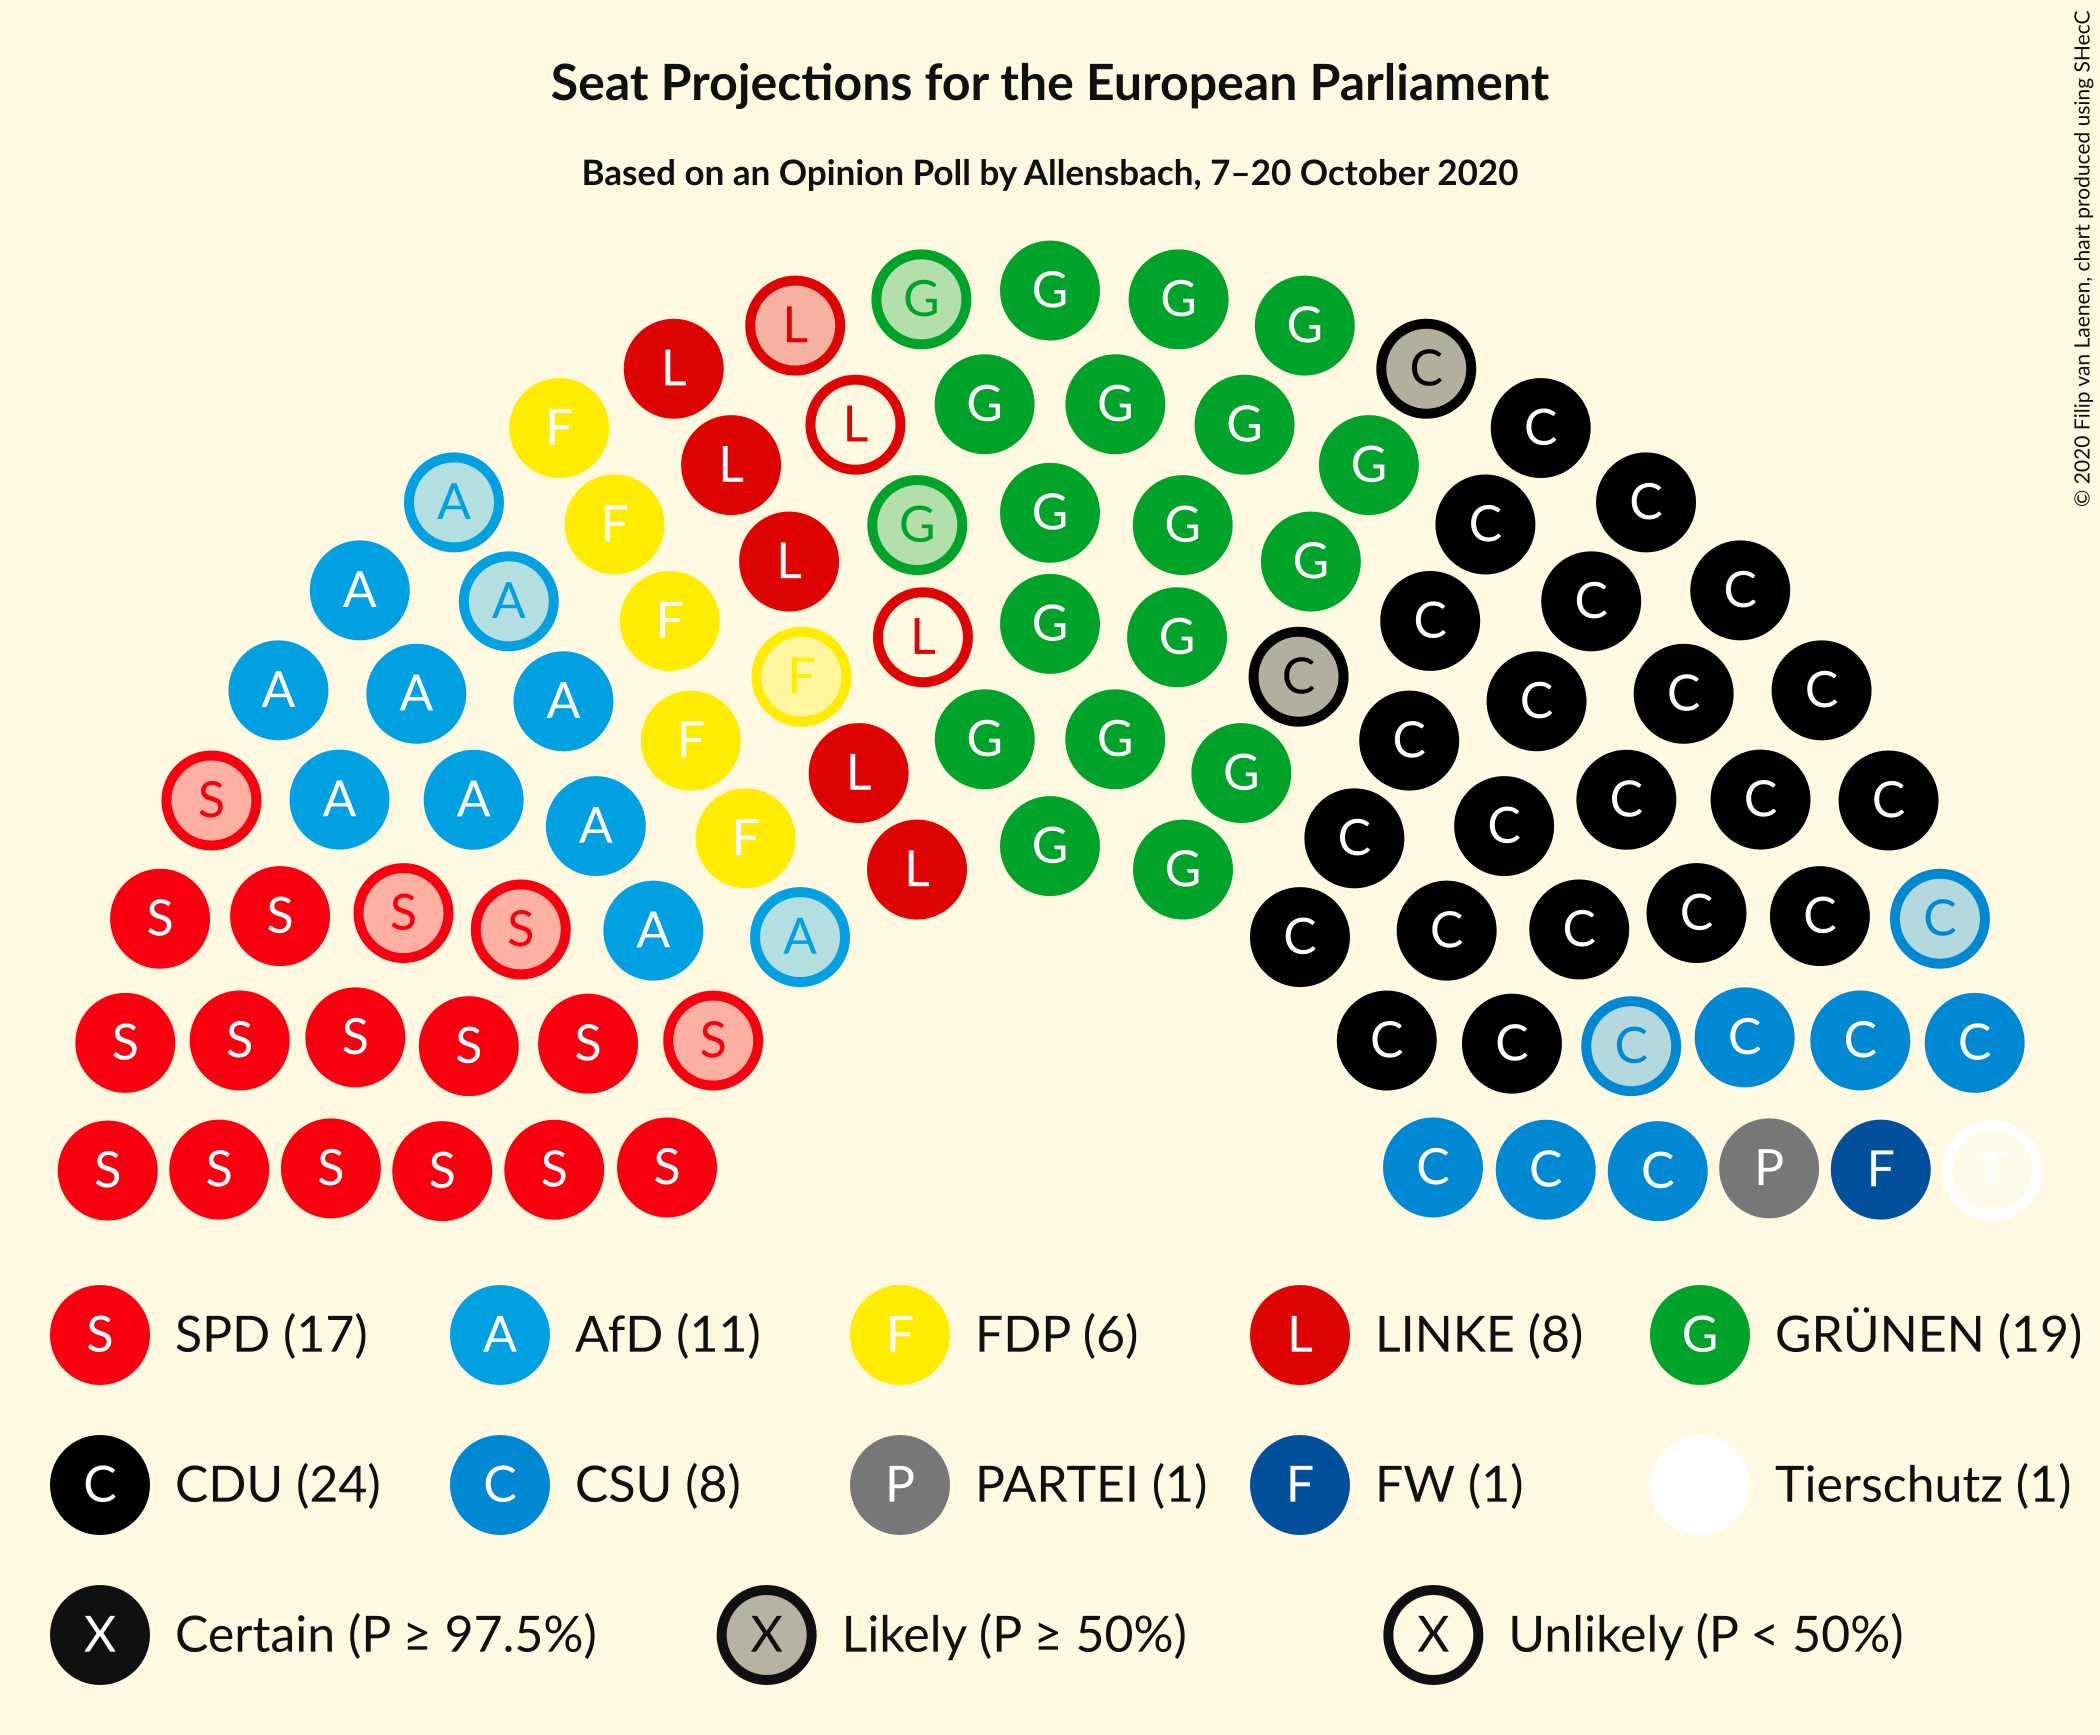 Seat Projections for the European Parliament
Based on an Opinion Poll by Allensbach, 7–20 October 2020
© 2020 Filip van Laenen, chart produced using SHecC
G G G G
L L C
L G G G G C
F L G C
A F L G G G G C C
A A F L L G G C C C
A A A F F C C C C C
S A A A F L G G G C C C C C
S S S S A A F L G G C C C C C C C C
S S S S S S C C C C C C
S S S S S S C C C P F T
S SPD (17) A AfD (11) F FDP (6) L LINKE (8) G GRÜNEN (19)
C CDU (24) C CSU (8) P PARTEI (1) F FW (1) Tierschutz (1)
X Certain (P ≥ 97.5%) X Likely (P ≥ 50%) X Unlikely (P < 50%)